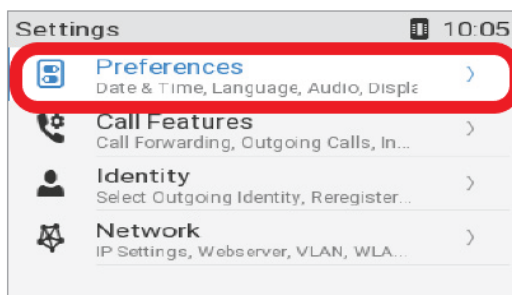 Settings 10:05
Preferences
Date & Time, Language, Audio, Displa
Call Features
Call Forwarding, Outgoing Calls, In...
Identity
Select Outgoing Identity, Reregister...
Network
IP Settings, Webserver, VLAN, WLA...